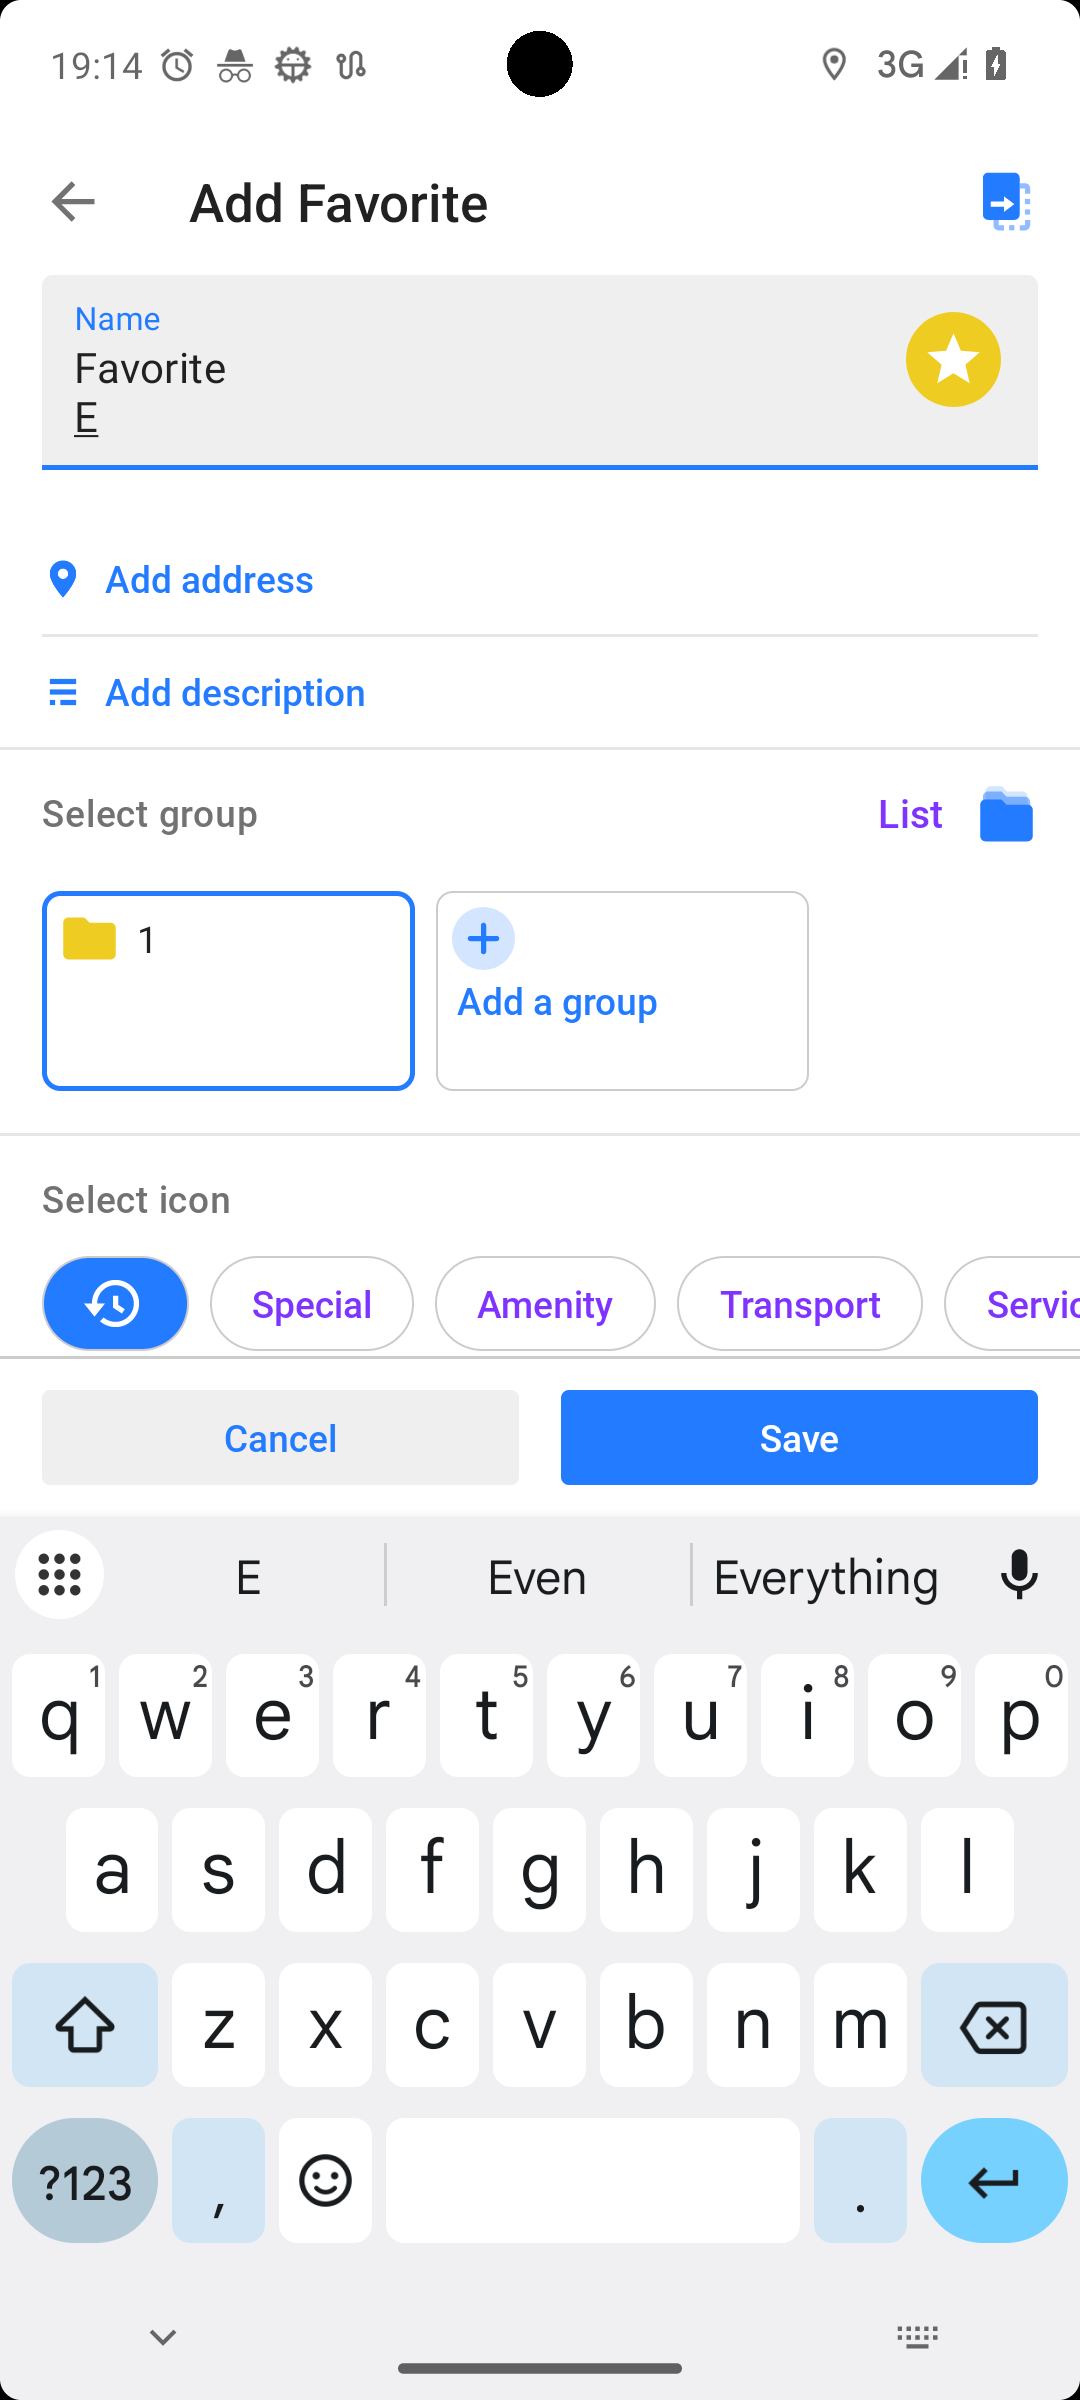 19:14
3G
Add Favorite
Name
Favorite
E
Add address
Add description
Select group
List
1
Add a group
Select icon
Special
Amenity
Transport
Servic
Cancel
Save
E
Even
Everything
q1 w2 e3 r4 t5 y6 u7 i8 o9 p0
a s d f g h j k l
z x c v b n m
?123 , .